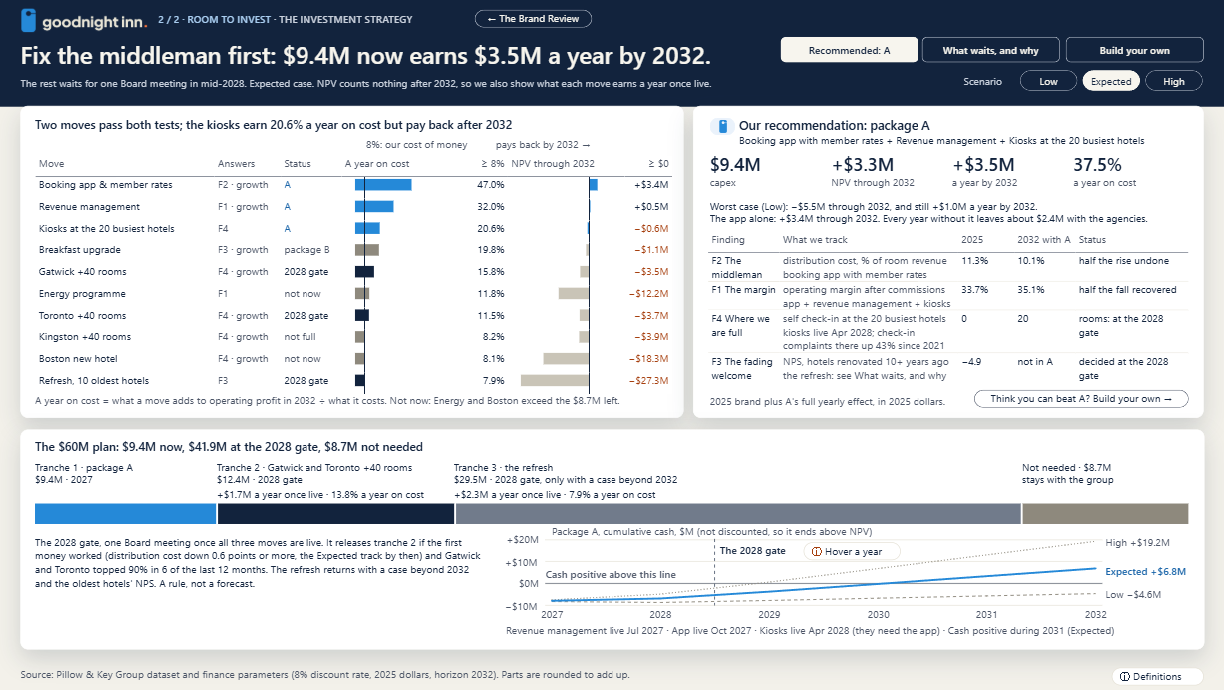 goodnight inn.
2 / 2 · ROOM TO INVEST · THE INVESTMENT STRATEGY
← The Brand Review
Fix the middleman first: $9.4M now earns $3.5M a year by 2032.
The rest waits for one Board meeting in mid-2028. Expected case. NPV counts nothing after 2032, so we also show what each move earns a year once live.
Recommended: A
What waits, and why
Build your own
Scenario
Low
Expected
High
Two moves pass both tests; the kiosks earn 20.6% a year on cost but pay back after 2032
8%: our cost of money
pays back by 2032 →
Move Answers Status A year on cost ≥ 8% NPV through 2032 ≥ $0
Booking app & member rates F2 · growth A 47.0% +$3.4M
Revenue management F1 · growth A 32.0% +$0.5M
Kiosks at the 20 busiest hotels F4 A 20.6% −$0.6M
Breakfast upgrade F3 · growth package B 19.8% −$1.1M
Gatwick +40 rooms F4 · growth 2028 gate 15.8% −$3.5M
Energy programme F1 not now 11.8% −$12.2M
Toronto +40 rooms F4 · growth 2028 gate 11.5% −$3.7M
Kingston +40 rooms F4 · growth not full 8.2% −$3.9M
Boston new hotel F4 · growth not now 8.1% −$18.3M
Refresh, 10 oldest hotels F3 2028 gate 7.9% −$27.3M
A year on cost = what a move adds to operating profit in 2032 ÷ what it costs. Not now: Energy and Boston exceed the $8.7M left.
Our recommendation: package A
Booking app with member rates + Revenue management + Kiosks at the 20 busiest hotels
$9.4M +$3.3M +$3.5M 37.5%
capex NPV through 2032 a year by 2032 a year on cost
Worst case (Low): −$5.5M through 2032, and still +$1.0M a year by 2032.
The app alone: +$3.4M through 2032. Every year without it leaves about $2.4M with the agencies.
Finding What we track 2025 2032 with A Status
F2 The middleman distribution cost, % of room revenue 11.3% 10.1% half the rise undone
booking app with member rates
F1 The margin operating margin after commissions 33.7% 35.1% half the fall recovered
app + revenue management + kiosks
F4 Where we are full self check-in at the 20 busiest hotels 0 20 rooms: at the 2028 gate
kiosks live Apr 2028; check-in
complaints there up 43% since 2021
F3 The fading welcome NPS, hotels renovated 10+ years ago −4.9 not in A decided at the 2028 gate
the refresh: see What waits, and why
2025 brand plus A's full yearly effect, in 2025 dollars.
Think you can beat A? Build your own →
The $60M plan: $9.4M now, $41.9M at the 2028 gate, $8.7M not needed
Tranche 1 · package A
$9.4M · 2027
Tranche 2 · Gatwick and Toronto +40 rooms
$12.4M · 2028 gate
+$1.7M a year once live · 13.8% a year on cost
Tranche 3 · the refresh
$29.5M · 2028 gate, only with a case beyond 2032
+$2.3M a year once live · 7.9% a year on cost
Not needed · $8.7M
stays with the group
The 2028 gate, one Board meeting once all three moves are live. It releases tranche 2 if the first
money worked (distribution cost down 0.6 points or more, the Expected track by then) and Gatwick
and Toronto topped 90% in 6 of the last 12 months. The refresh returns with a case beyond 2032
and the oldest hotels' NPS. A rule, not a forecast.
Package A, cumulative cash, $M (not discounted, so it ends above NPV)
+$20M
+$10M
$0M
−$10M
The 2028 gate
Hover a year
Cash positive above this line
High +$19.2M
Expected +$6.8M
Low −$4.6M
2027 2028 2029 2030 2031 2032
Revenue management live Jul 2027 · App live Oct 2027 · Kiosks live Apr 2028 (they need the app) · Cash positive during 2031 (Expected)
Source: Pillow & Key Group dataset and finance parameters (8% discount rate, 2025 dollars, horizon 2032). Parts are rounded to add up.
Definitions